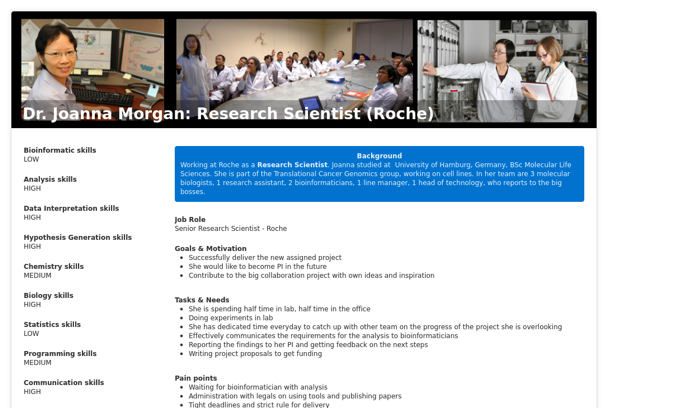 Dr. Joanna Morgan: Research Scientist (Roche)
Bioinformatic skills
LOW
Analysis skills
HIGH
Data Interpretation skills
HIGH
Hypothesis Generation skills
HIGH
Chemistry skills
MEDIUM
Biology skills
HIGH
Statistics skills
LOW
Programming skills
MEDIUM
Communication skills
HIGH
Background
Working at Roche as a Research Scientist. Joanna studied at  University of Hamburg, Germany, BSc Molecular Life
Sciences. She is part of the Translational Cancer Genomics group, working on cell lines. In her team are 3 molecular
biologists, 1 research assistant, 2 bioinformaticians, 1 line manager, 1 head of technology, who reports to the big
bosses.
Job Role
Senior Research Scientist - Roche
Goals & Motivation
• Successfully deliver the new assigned project
• She would like to become PI in the future
• Contribute to the big collaboration project with own ideas and inspiration
Tasks & Needs
• She is spending half time in lab, half time in the office
• Doing experiments in lab
• She has dedicated time everyday to catch up with other team on the progress of the project she is overlooking
• Effectively communicates the requirements for the analysis to bioinformaticians
• Reporting the findings to her PI and getting feedback on the next steps
• Writing project proposals to get funding
Pain points
• Waiting for bioinformatician with analysis
• Administration with legals on using tools and publishing papers
• Tight deadlines and strict rule for delivery